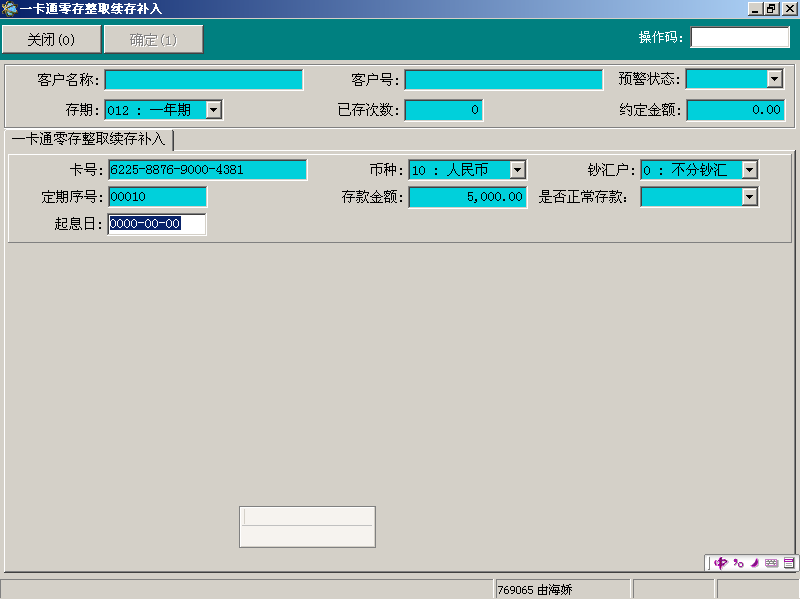 一卡通零存整取续存补入
关闭(0) 确定(1) 操作码:
客户名称: 客户号: 预警状态:
存期: 012 : 一年期 已存次数: 0 约定金额: 0.00
一卡通零存整取续存补入
卡号: 6225-8876-9000-4381 币种: 10 : 人民币 钞汇户: 0 : 不分钞汇
定期序号: 00010 存款金额: 5,000.00 是否正常存款:
起息日: 0000-00-00
中
769065 由海娇